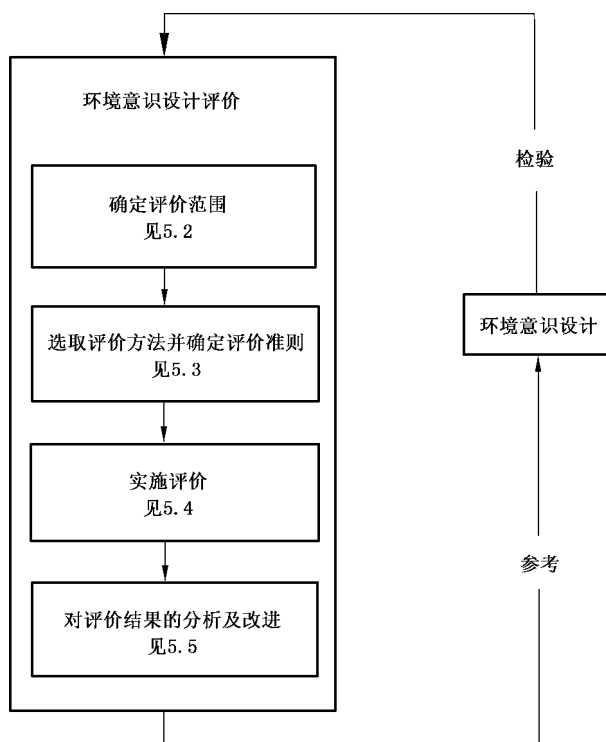 环境意识设计评价
确定评价范围
见5.2
选取评价方法并确定评价准则
见5.3
实施评价
见5.4
对评价结果的分析及改进
见5.5
检验
环境意识设计
参考